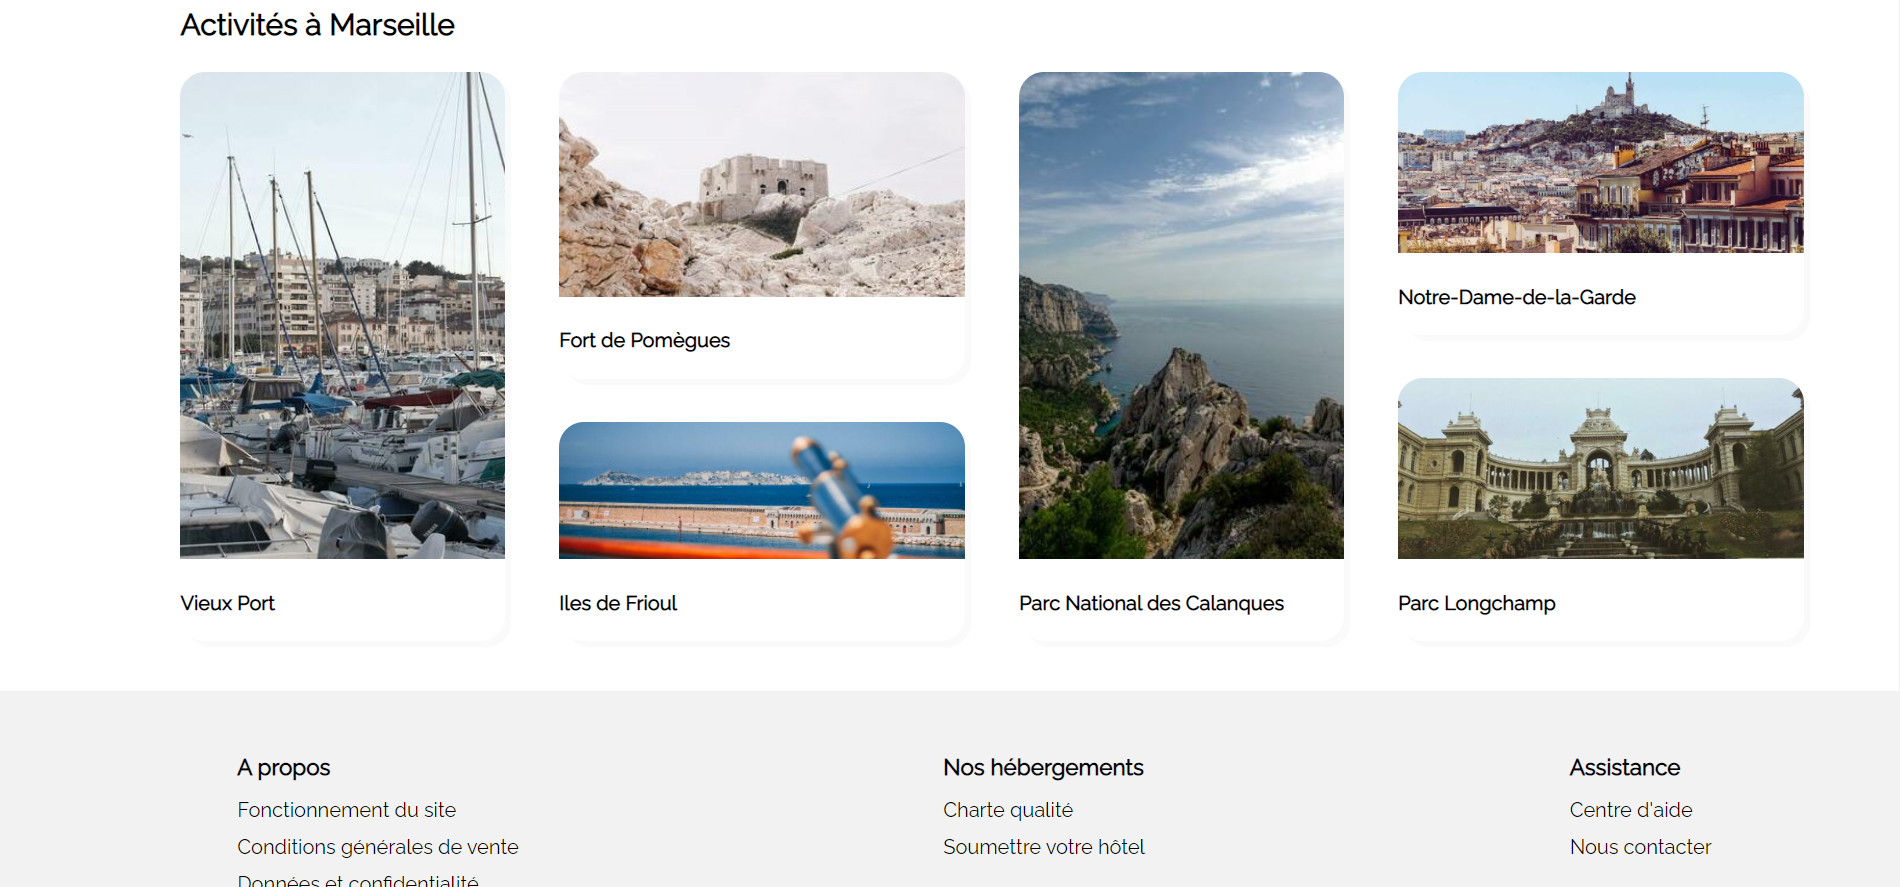 Activités à Marseille
Fort de Pomègues
Notre-Dame-de-la-Garde
Vieux Port
Iles de Frioul
Parc National des Calanques
Parc Longchamp
A propos
Fonctionnement du site
Conditions générales de vente
Données et confidentialité
Nos hébergements
Charte qualité
Soumettre votre hôtel
Assistance
Centre d'aide
Nous contacter